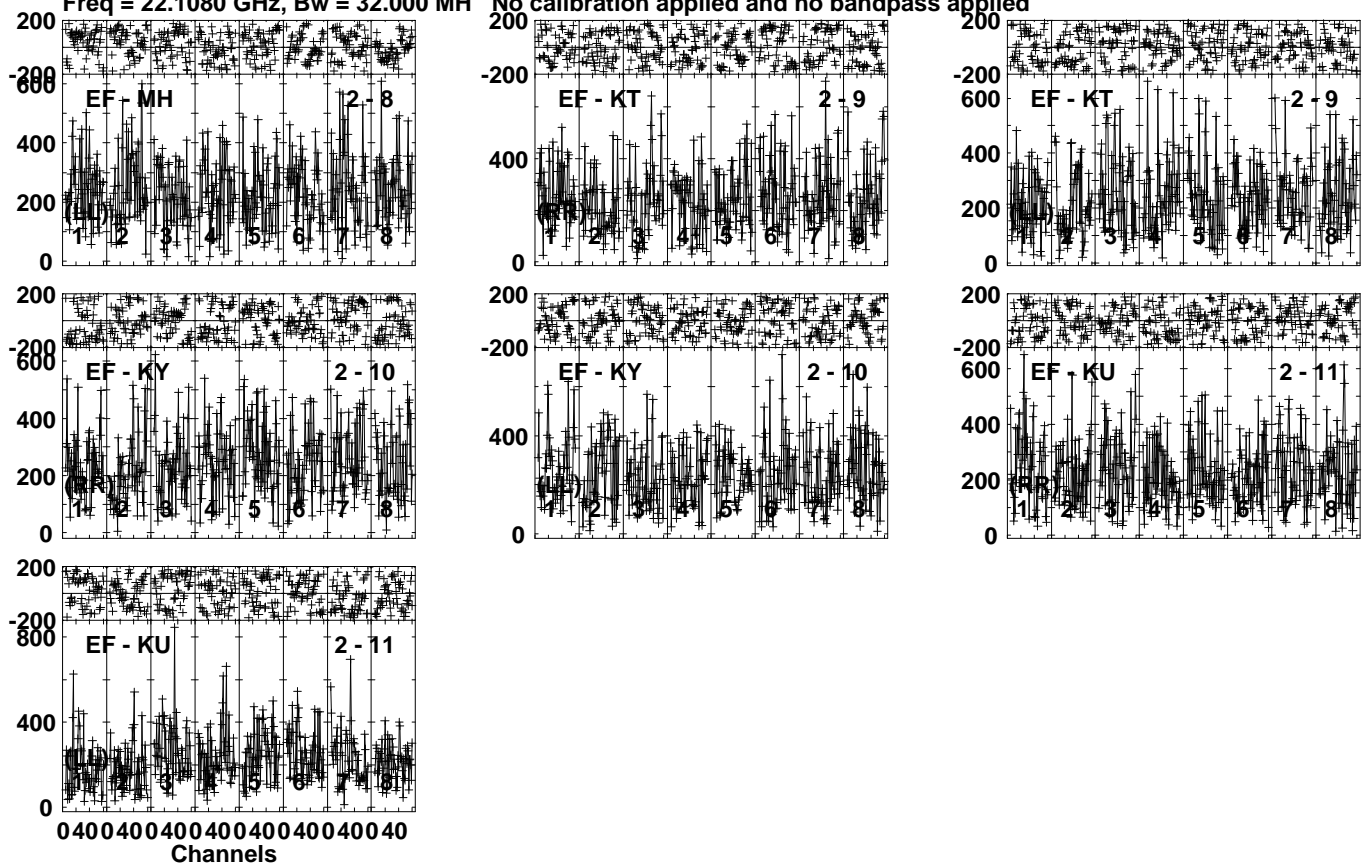 Freq = 22.1080 GHz, Bw = 32.000 MH No calibration applied and no bandpass applied
200
-200
600
400
200
0
EF - MH 2 - 8
(LL)
1 2 3 4 5 6 7 8
200
-200
400
0
EF - KT 2 - 9
(RR)
1 2 3 4 5 6 7 8
200
-200
600
400
200
0
EF - KT 2 - 9
(LL)
1 2 3 4 5 6 7 8
200
-200
600
400
200
0
EF - KY 2 - 10
(RR)
1 2 3 4 5 6 7 8
200
-200
400
0
EF - KY 2 - 10
(LL)
1 2 3 4 5 6 7 8
200
-200
600
400
200
0
EF - KU 2 - 11
(RR)
1 2 3 4 5 6 7 8
200
-200
800
400
0
EF - KU 2 - 11
(LL)
1 2 3 4 5 6 7 8
0 40 0 40 0 40 0 40 0 40 0 40 0 40 0 40
Channels